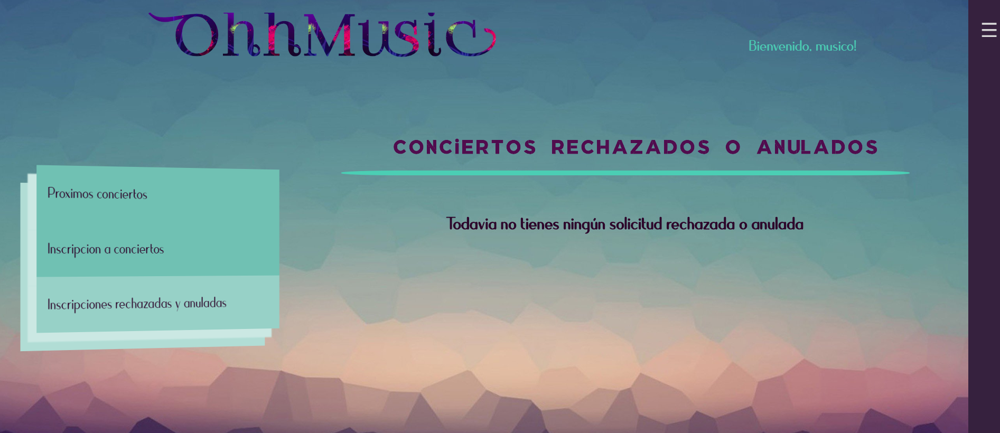 OhhMusic
Bienvenido, musico!
CONCiERTOS RECHAZADOS O ANULADOS
Proximos conciertos
Inscripcion a conciertos
Inscripciones rechazadas y anuladas
Todavia no tienes ningún solicitud rechazada o anulada